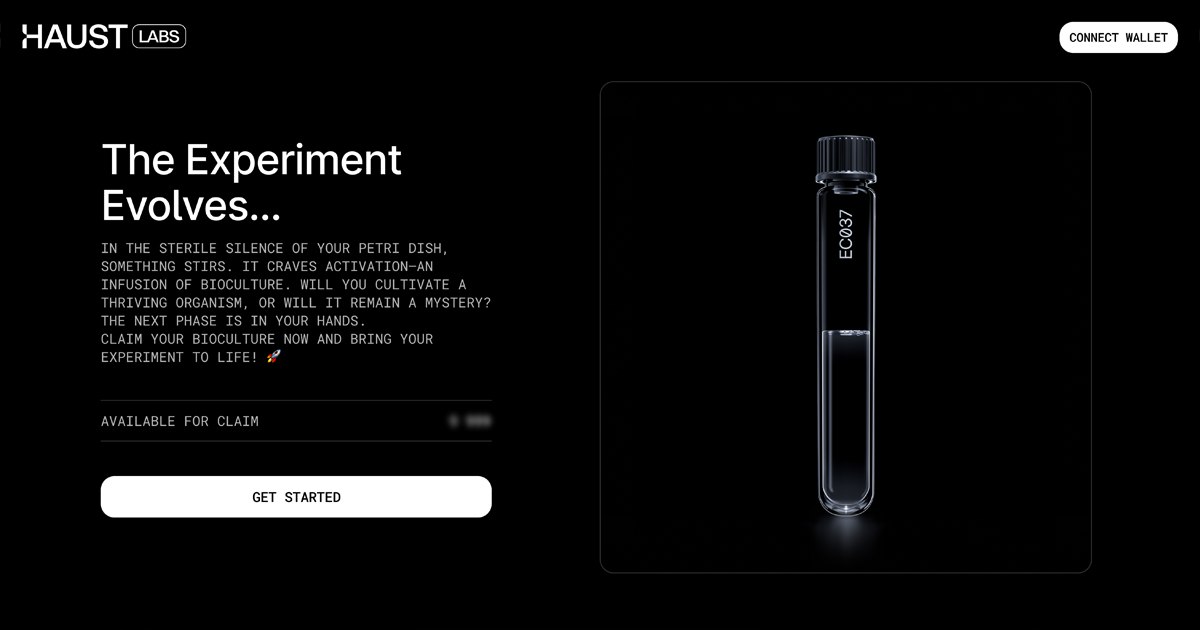 HAUST LABS
CONNECT WALLET
The Experiment
Evolves...
IN THE STERILE SILENCE OF YOUR PETRI DISH,
SOMETHING STIRS. IT CRAVES ACTIVATION—AN
INFUSION OF BIOCULTURE. WILL YOU CULTIVATE A
THRIVING ORGANISM, OR WILL IT REMAIN A MYSTERY?
THE NEXT PHASE IS IN YOUR HANDS.
CLAIM YOUR BIOCULTURE NOW AND BRING YOUR
EXPERIMENT TO LIFE! 🚀
AVAILABLE FOR CLAIM
GET STARTED
EC037